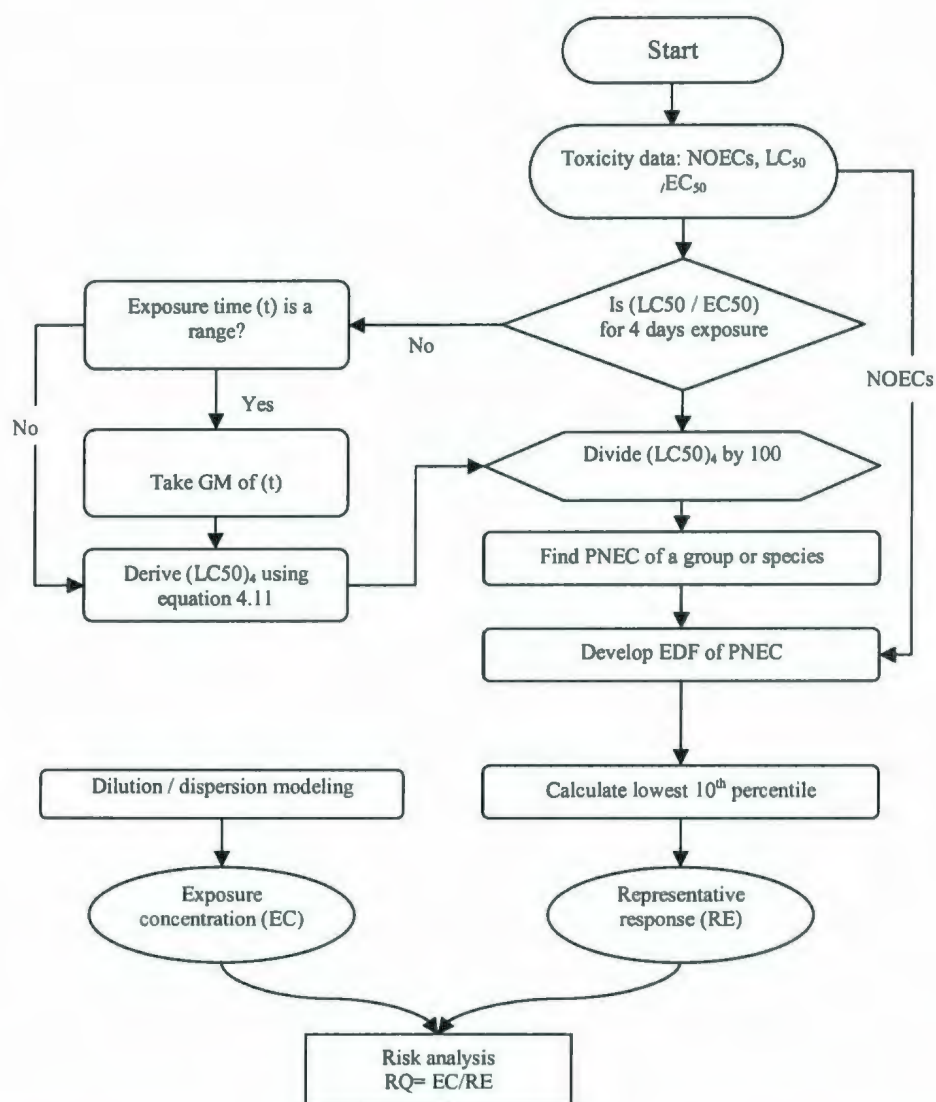 Start
Toxicity data: NOECs, LC₅₀
/EC₅₀
Is (LC50 / EC50)
for 4 days exposure
Exposure time (t) is a
range?
No
NOECs
Yes
No
Divide (LC50)₄ by 100
Take GM of (t)
Find PNEC of a group or species
Derive (LC50)₄ using
equation 4.11
Develop EDF of PNEC
Dilution / dispersion modeling
Calculate lowest 10ᵗʰ percentile
Exposure
concentration (EC)
Representative
response (RE)
Risk analysis
RQ= EC/RE